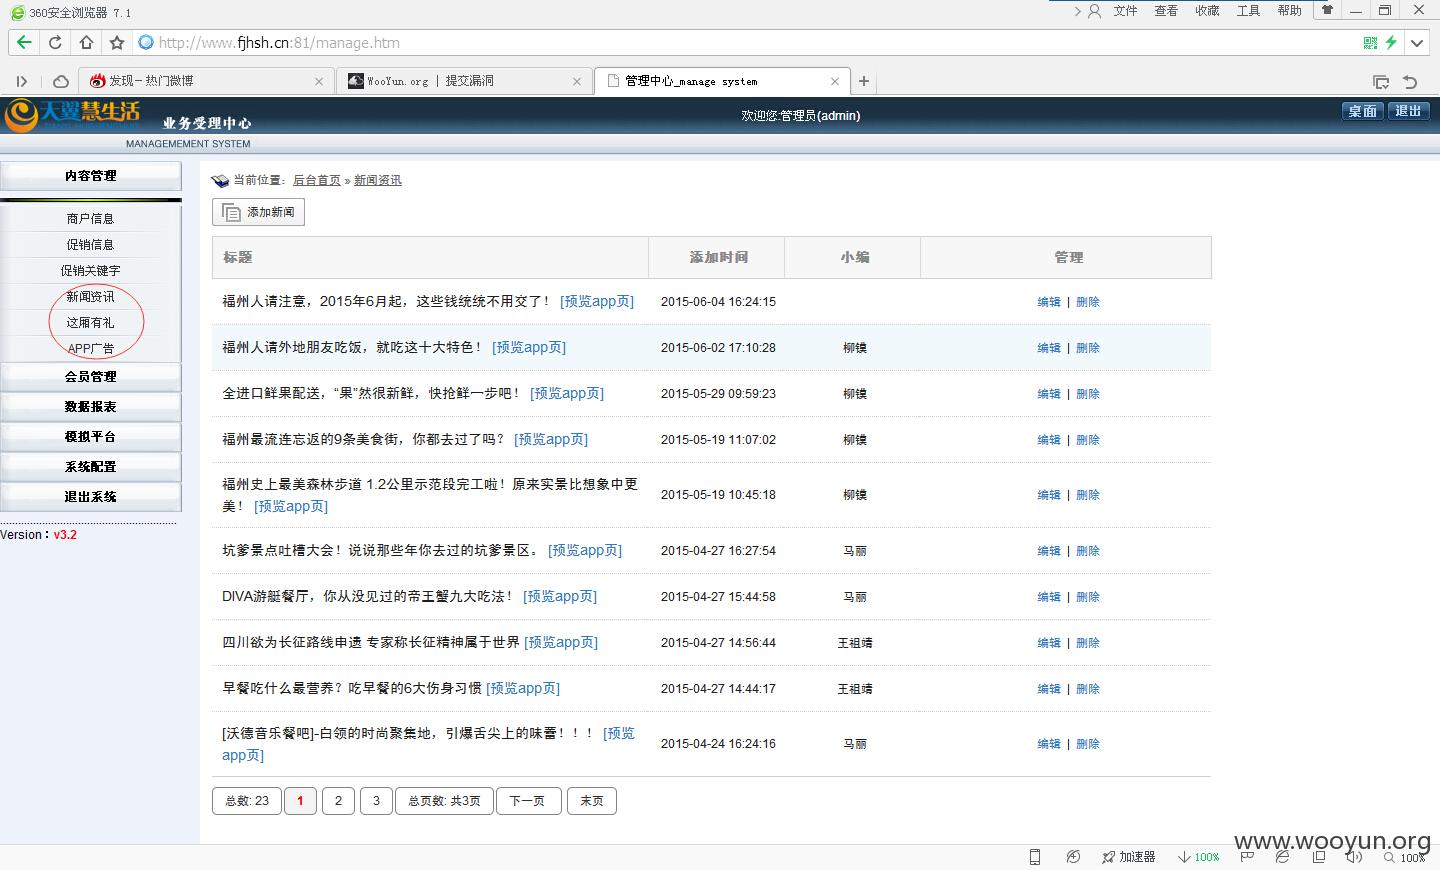 360安全浏览器 7.1
文件 查看 收藏 工具 帮助
http://www.fjhsh.cn:81/manage.htm
发现－热门微博
WooYun.org | 提交漏洞
管理中心_manage system
天翼慧生活 业务受理中心
欢迎您:管理员(admin)
桌面 退出
MANAGEMEMENT SYSTEM
内容管理
商户信息
促销信息
促销关键字
新闻资讯
这厢有礼
APP广告
会员管理
数据报表
模拟平台
系统配置
退出系统
Version：v3.2
当前位置：后台首页 » 新闻资讯
添加新闻
标题 添加时间 小编 管理
福州人请注意，2015年6月起，这些钱统统不用交了！ [预览app页] 2015-06-04 16:24:15 编辑 | 删除
福州人请外地朋友吃饭，就吃这十大特色！ [预览app页] 2015-06-02 17:10:28 柳镆 编辑 | 删除
全进口鲜果配送，“果”然很新鲜，快抢鲜一步吧！ [预览app页] 2015-05-29 09:59:23 柳镆 编辑 | 删除
福州最流连忘返的9条美食街，你都去过了吗？ [预览app页] 2015-05-19 11:07:02 柳镆 编辑 | 删除
福州史上最美森林步道 1.2公里示范段完工啦！原来实景比想象中更
美！ [预览app页] 2015-05-19 10:45:18 柳镆 编辑 | 删除
坑爹景点吐槽大会！说说那些年你去过的坑爹景区。 [预览app页] 2015-04-27 16:27:54 马丽 编辑 | 删除
DIVA游艇餐厅，你从没见过的帝王蟹九大吃法！ [预览app页] 2015-04-27 15:44:58 马丽 编辑 | 删除
四川欲为长征路线申遗 专家称长征精神属于世界 [预览app页] 2015-04-27 14:56:44 王祖靖 编辑 | 删除
早餐吃什么最营养？吃早餐的6大伤身习惯 [预览app页] 2015-04-27 14:44:17 王祖靖 编辑 | 删除
[沃德音乐餐吧]-白领的时尚聚集地，引爆舌尖上的味蕾！！！ [预览
app页] 2015-04-24 16:24:16 马丽 编辑 | 删除
总数: 23 1 2 3 总页数: 共3页 下一页 末页
www.wooyun.org
加速器 100% 100%